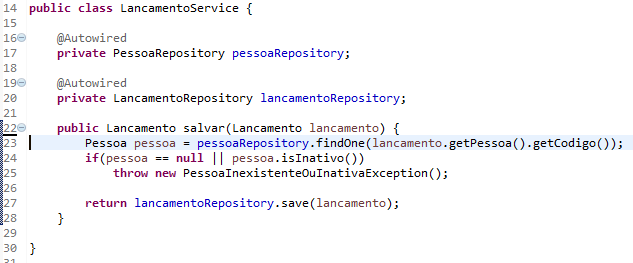 14 public class LancamentoService {
15
16 @Autowired
17     private PessoaRepository pessoaRepository;
18
19 @Autowired
20     private LancamentoRepository lancamentoRepository;
21
22     public Lancamento salvar(Lancamento lancamento) {
23         Pessoa pessoa = pessoaRepository.findOne(lancamento.getPessoa().getCodigo());
24         if(pessoa == null || pessoa.isInativo())
25             throw new PessoaInexistenteOuInativaException();
26
27         return lancamentoRepository.save(lancamento);
28     }
29
30 }
31